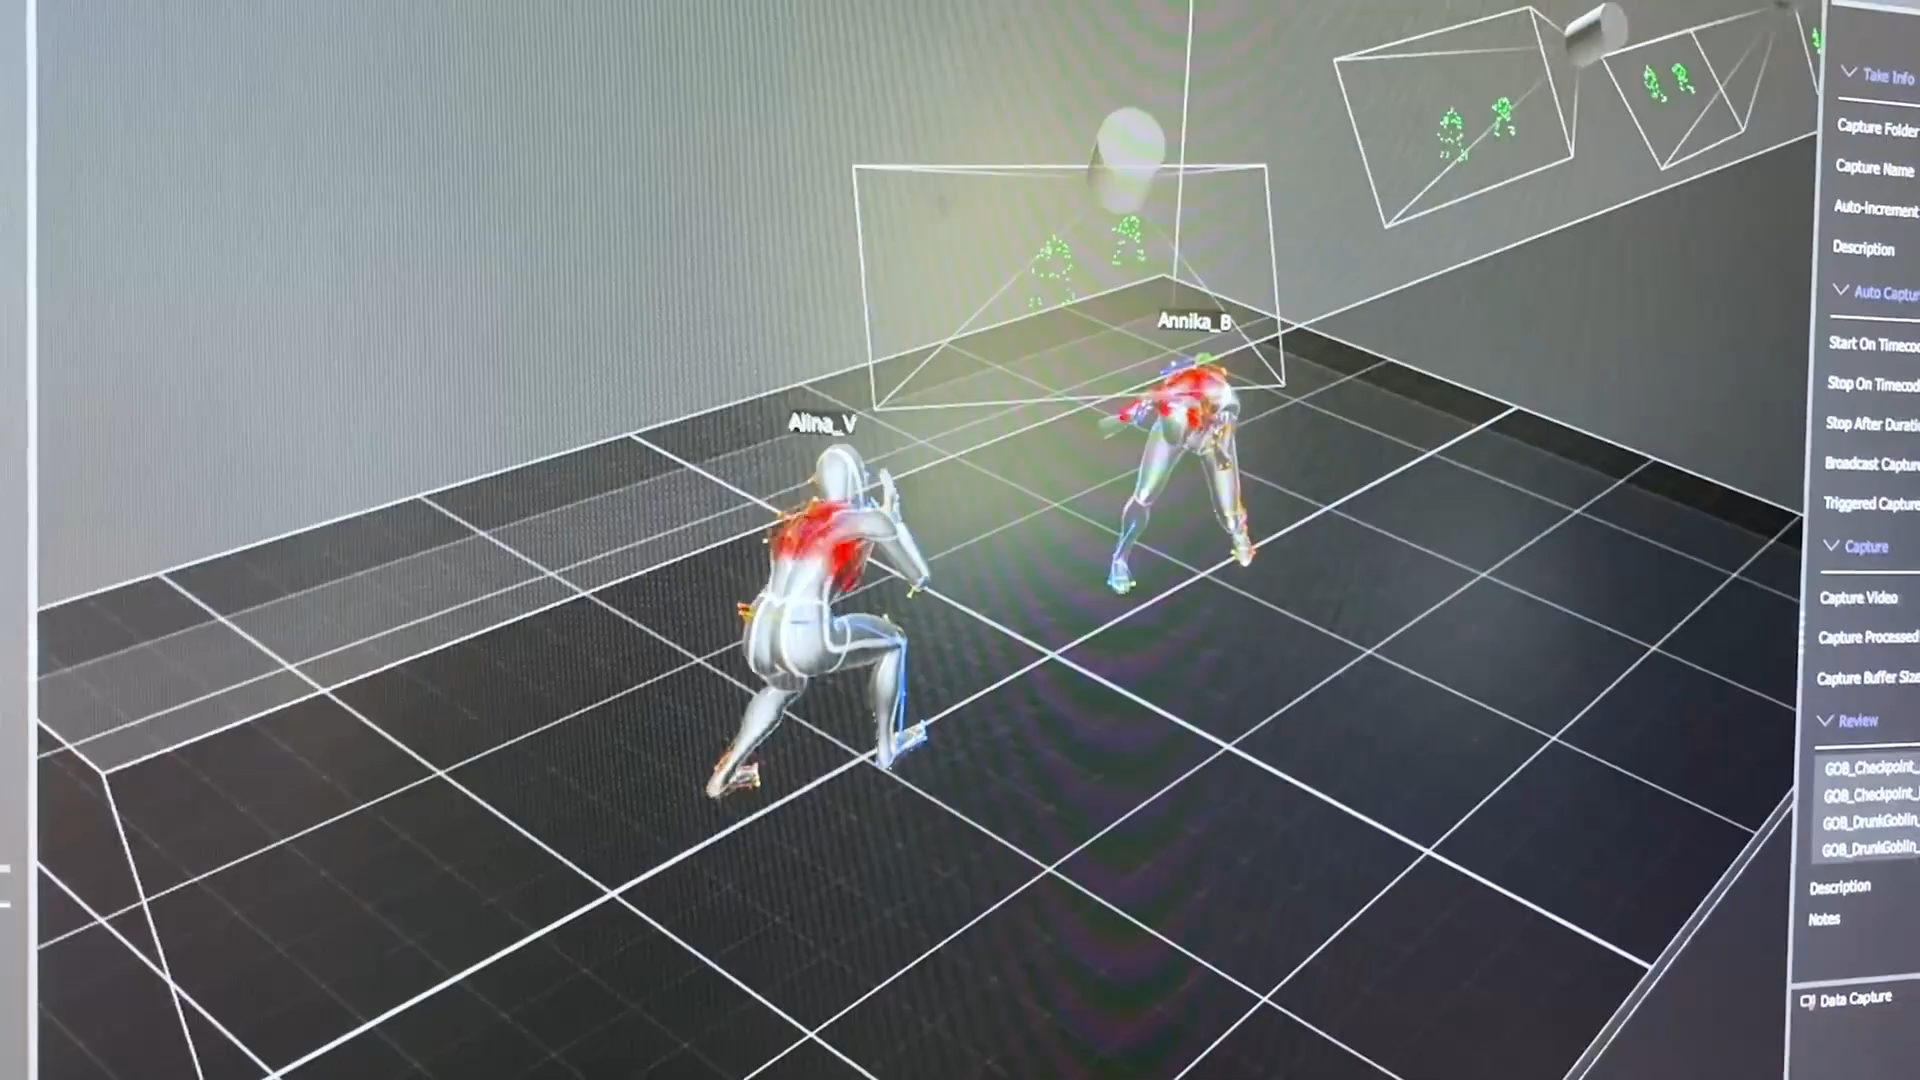 Alina_V
Annika_B
Take Info
Capture Folder
Capture Name
Auto-Increment
Description
Auto Captur
Start On Timecod
Stop On Timecod
Stop After Durati
Broadcast Capture
Triggered Capture
Capture
Capture Video
Capture Processed
Capture Buffer Size
Review
GOB_Checkpoint_
GOB_Checkpoint_
GOB_DrunkGoblin_
GOB_DrunkGoblin_
Description
Notes
Data Capture